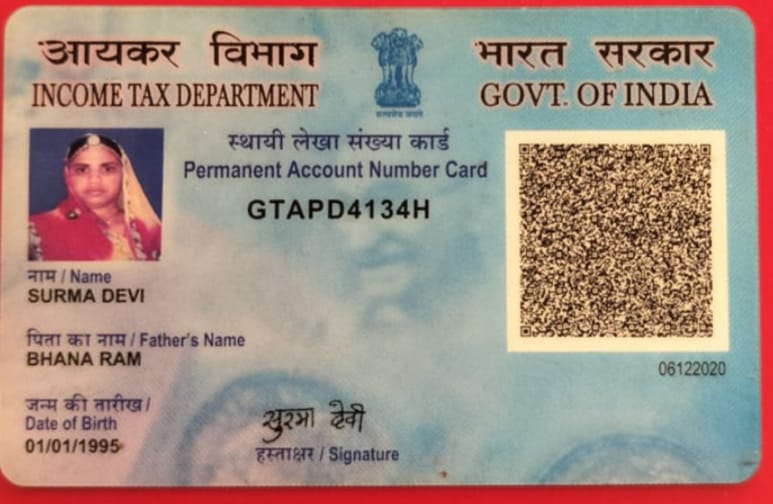 आयकर विभाग
INCOME TAX DEPARTMENT
सत्यमेव जयते
भारत सरकार
GOVT. OF INDIA
स्थायी लेखा संख्या कार्ड
Permanent Account Number Card
GTAPD4134H
नाम / Name
SURMA DEVI
पिता का नाम / Father's Name
BHANA RAM
06122020
जन्म की तारीख /
Date of Birth
01/01/1995
सुरमा देवी
हस्ताक्षर / Signature